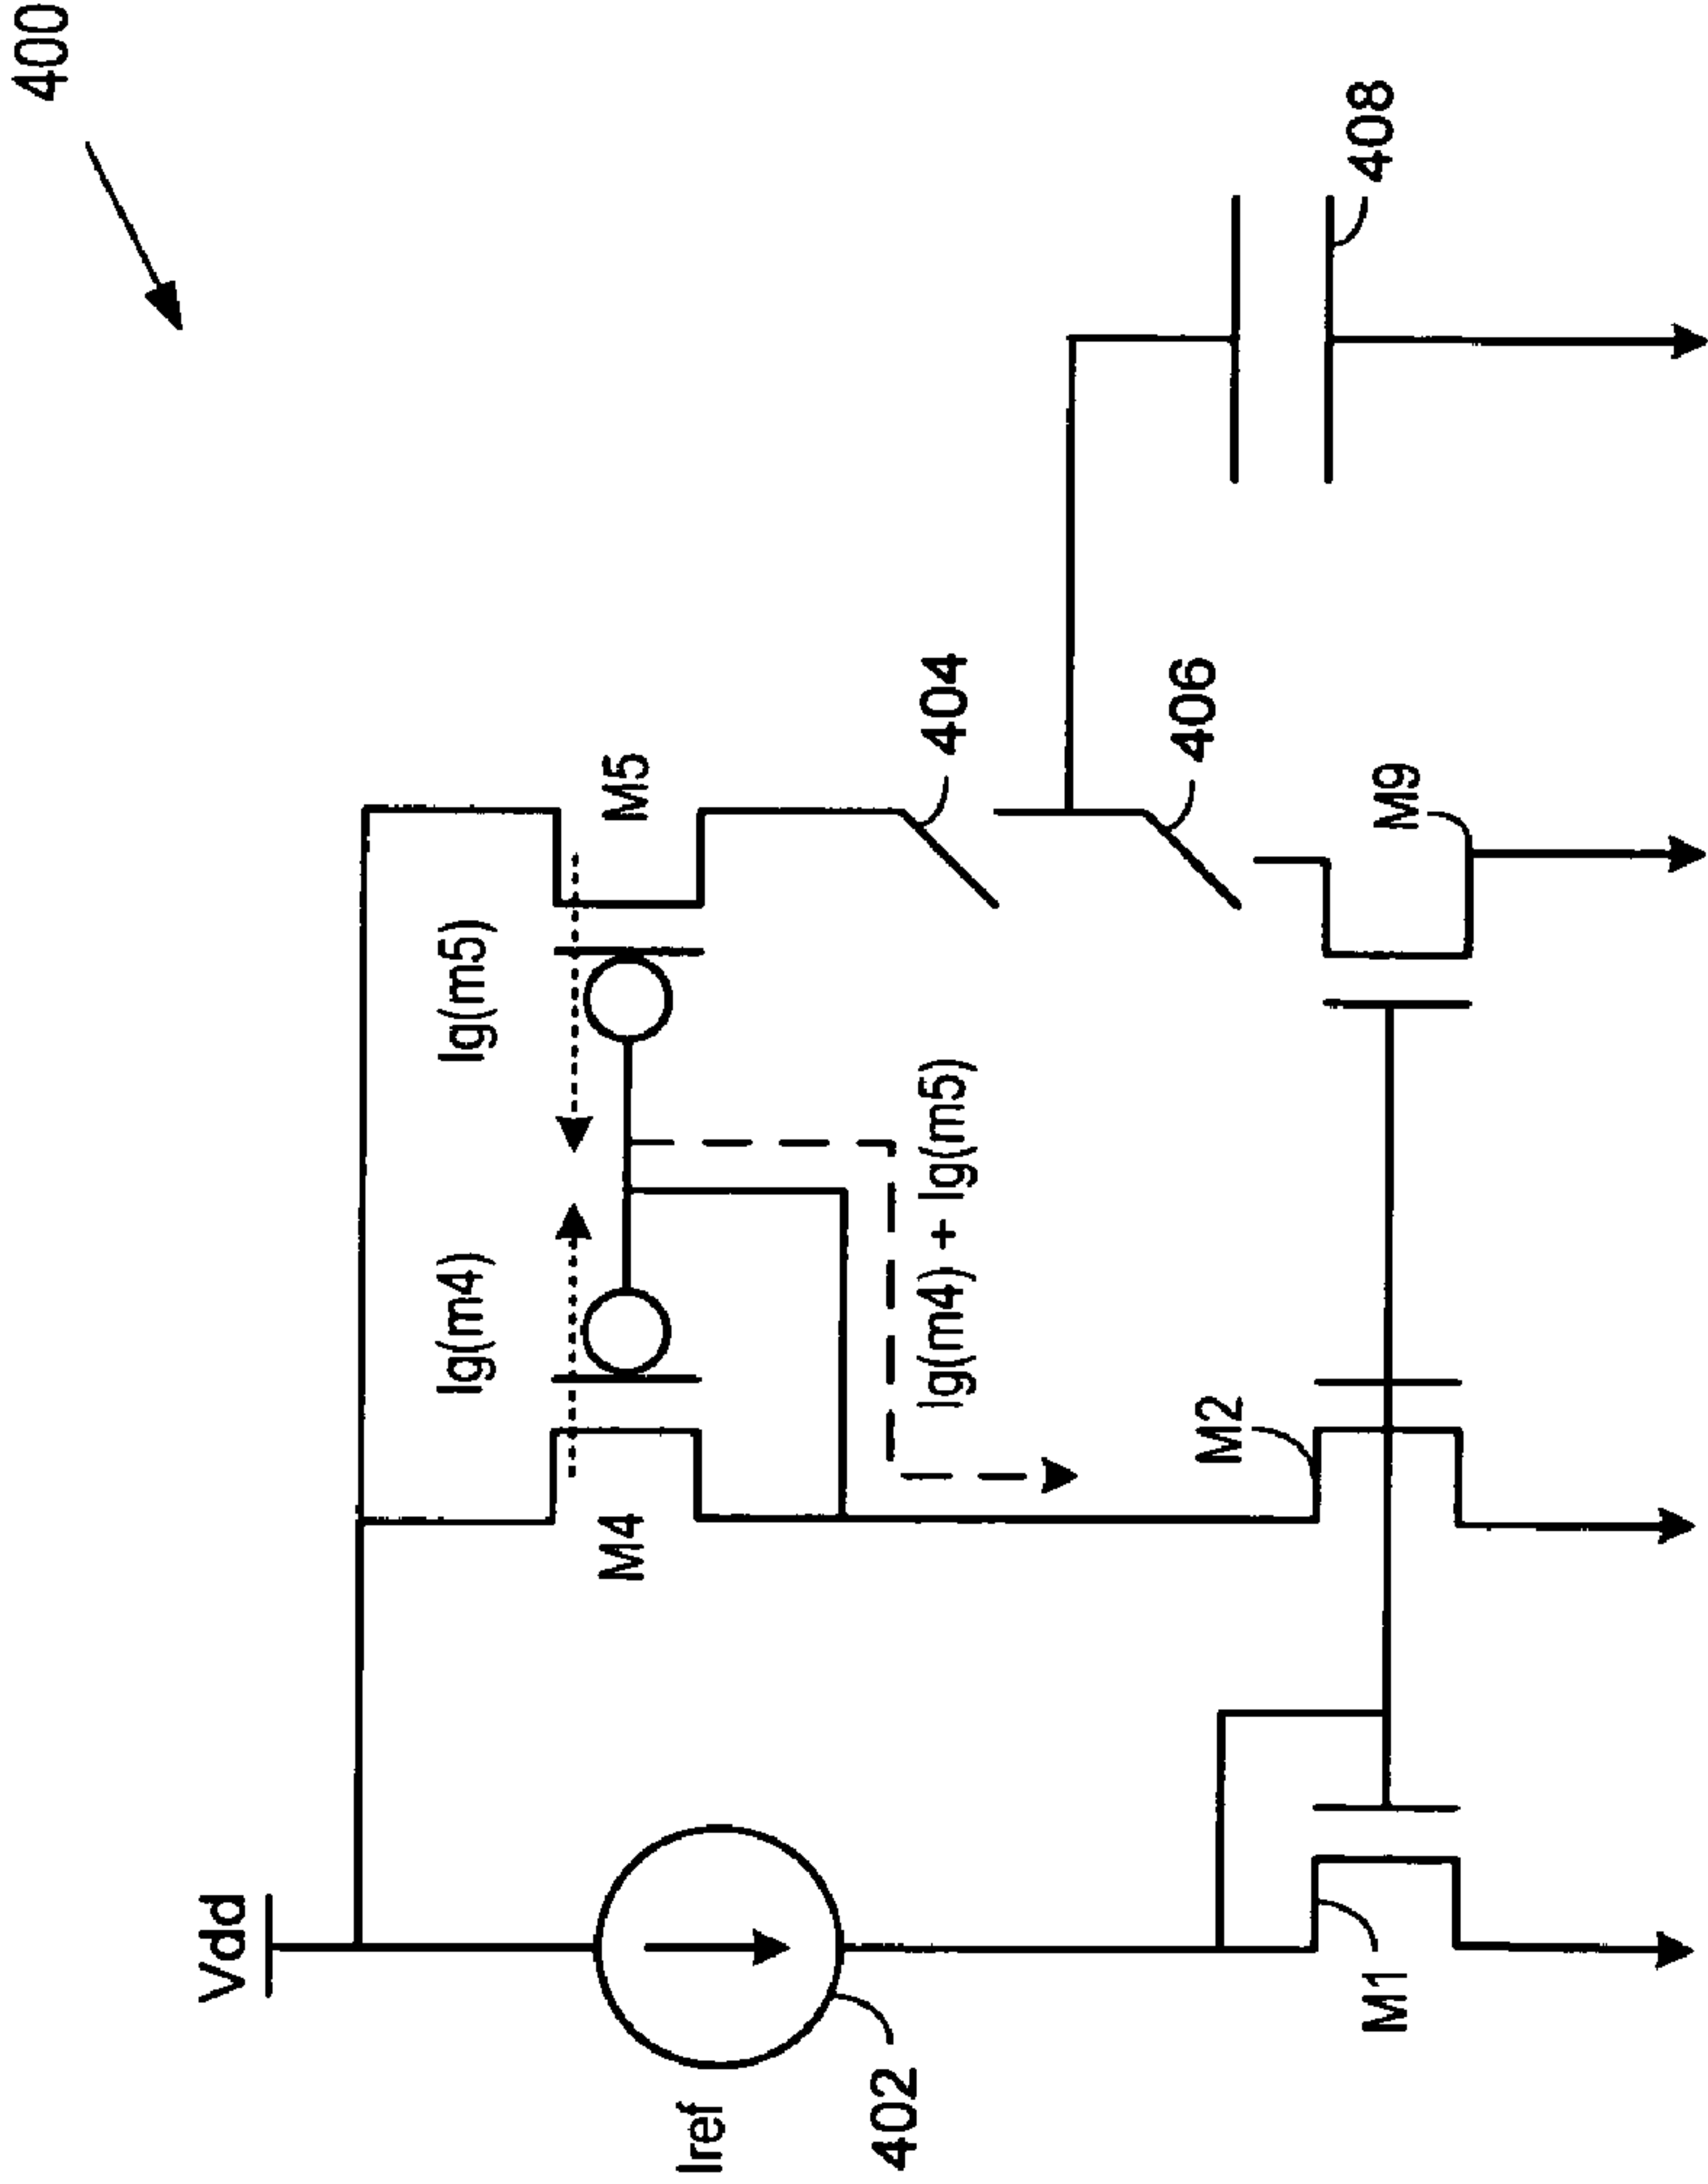 400
Vdd
Iref
402
Ig(m4)
Ig(m5)
M4
M5
Ig(m4) + Ig(m5)
404
406
408
M2
M1
M9